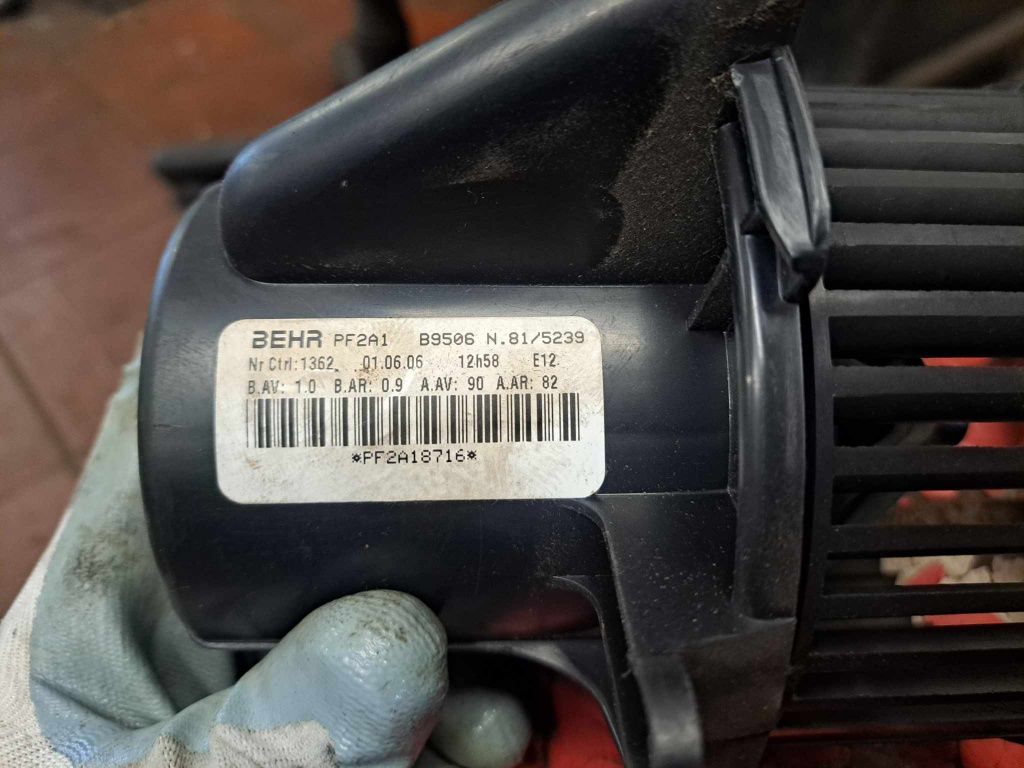 BEHR PF2A1 B9506 N.81/5239
Nr Ctrl:1362 01.06.06 12h58 E12
B.AV: 1.0 B.AR: 0.9 A.AV: 90 A.AR: 82
*PF2A18716*